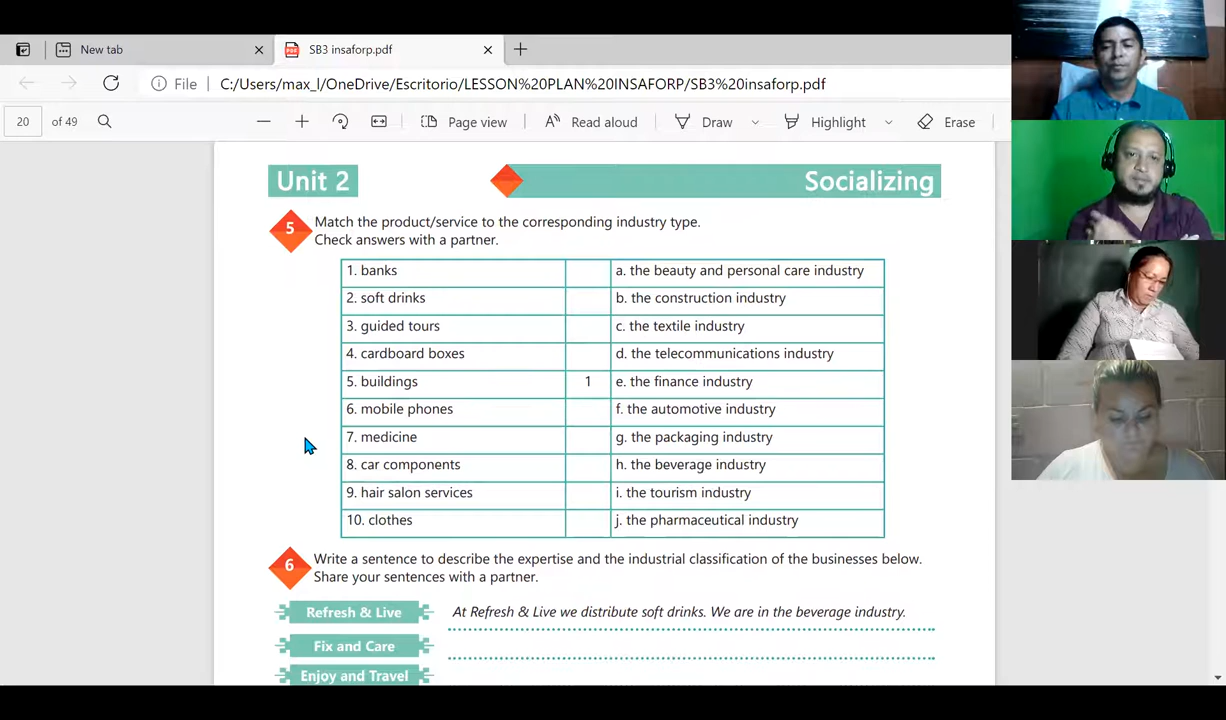 New tab
SB3 insaforp.pdf
File C:/Users/max_l/OneDrive/Escritorio/LESSON%20PLAN%20INSAFORP/SB3%20insaforp.pdf
20 of 49 Page view Read aloud Draw Highlight Erase
Unit 2 Socializing
5 Match the product/service to the corresponding industry type.
Check answers with a partner.
1. banks a. the beauty and personal care industry
2. soft drinks b. the construction industry
3. guided tours c. the textile industry
4. cardboard boxes d. the telecommunications industry
5. buildings 1 e. the finance industry
6. mobile phones f. the automotive industry
7. medicine g. the packaging industry
8. car components h. the beverage industry
9. hair salon services i. the tourism industry
10. clothes j. the pharmaceutical industry
6 Write a sentence to describe the expertise and the industrial classification of the businesses below.
Share your sentences with a partner.
Refresh & Live At Refresh & Live we distribute soft drinks. We are in the beverage industry.
Fix and Care
Enjoy and Travel